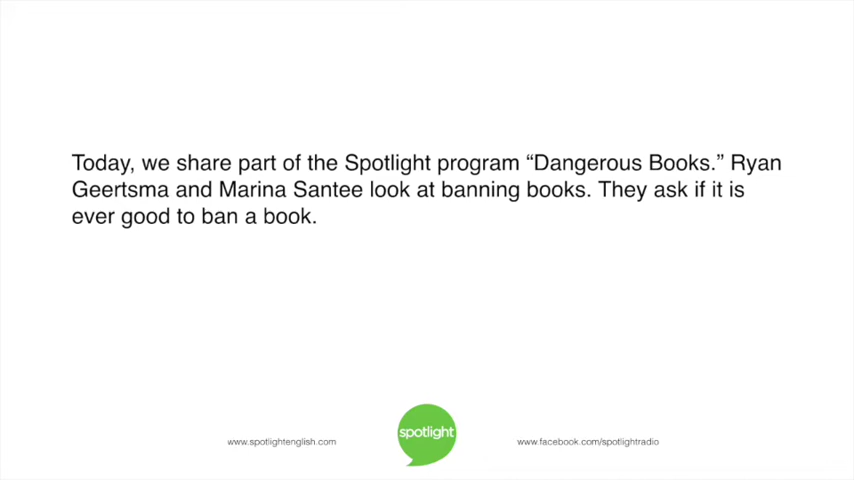 Today, we share part of the Spotlight program “Dangerous Books.” Ryan
Geertsma and Marina Santee look at banning books. They ask if it is
ever good to ban a book.
spotlight
www.spotlightenglish.com
www.facebook.com/spotlightradio